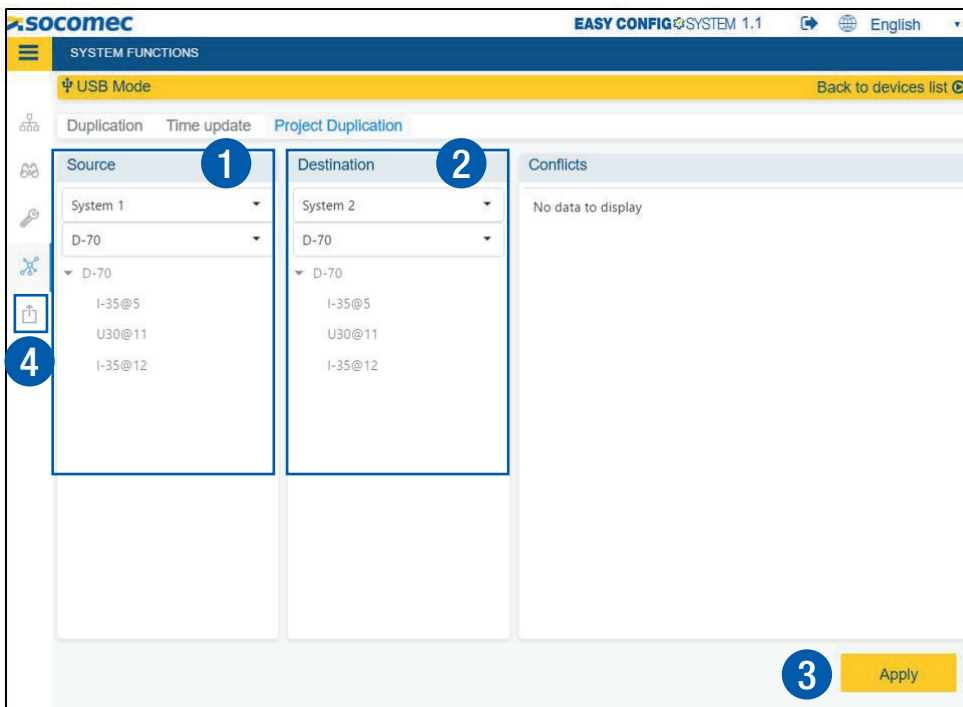 socomec
EASY CONFIG SYSTEM 1.1
English
SYSTEM FUNCTIONS
USB Mode
Back to devices list
Duplication Time update Project Duplication
Source 1
Destination 2
Conflicts
System 1
System 2
No data to display
D-70
D-70
D-70
D-70
I-35@5
I-35@5
U30@11
U30@11
4
I-35@12
I-35@12
3
Apply